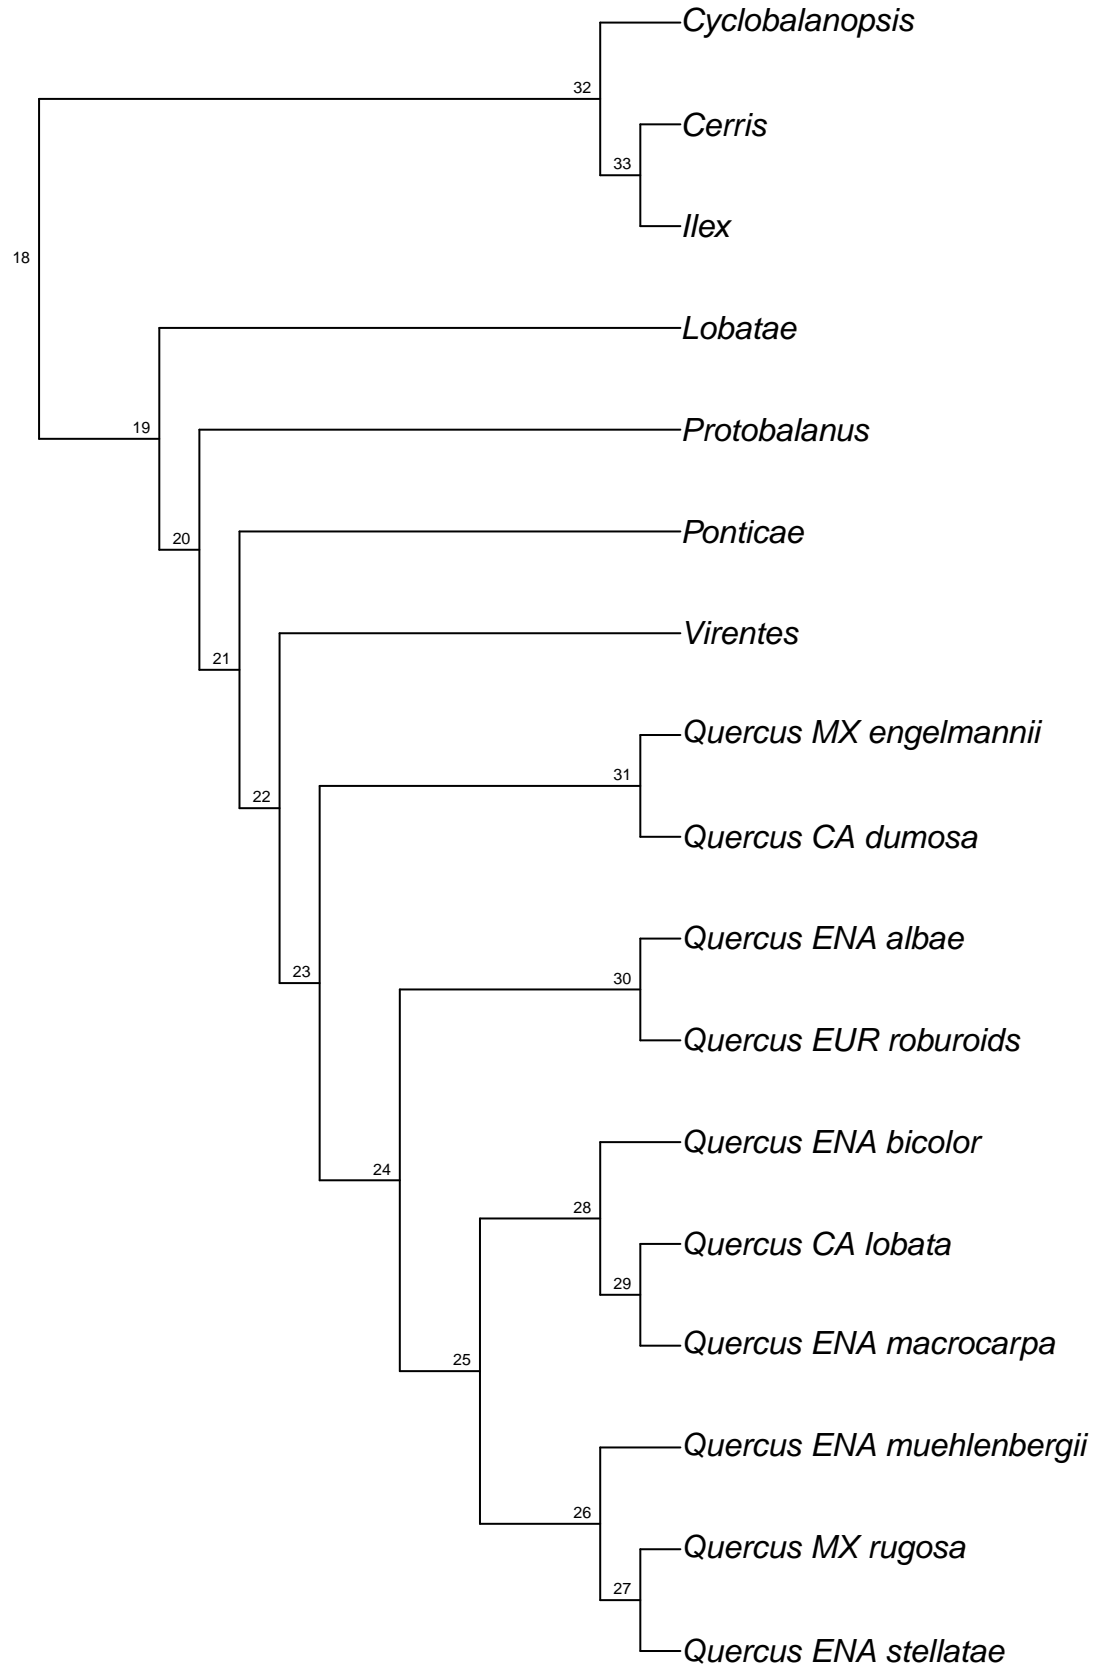 Cyclobalanopsis
32
Cerris
33
Ilex
18
Lobatae
19
Protobalanus
20
Ponticae
21
Virentes
22
Quercus MX engelmannii
31
Quercus CA dumosa
Quercus ENA albae
23
30
Quercus EUR roburoids
Quercus ENA bicolor
24
28
Quercus CA lobata
29
Quercus ENA macrocarpa
25
Quercus ENA muehlenbergii
26
Quercus MX rugosa
27
Quercus ENA stellatae